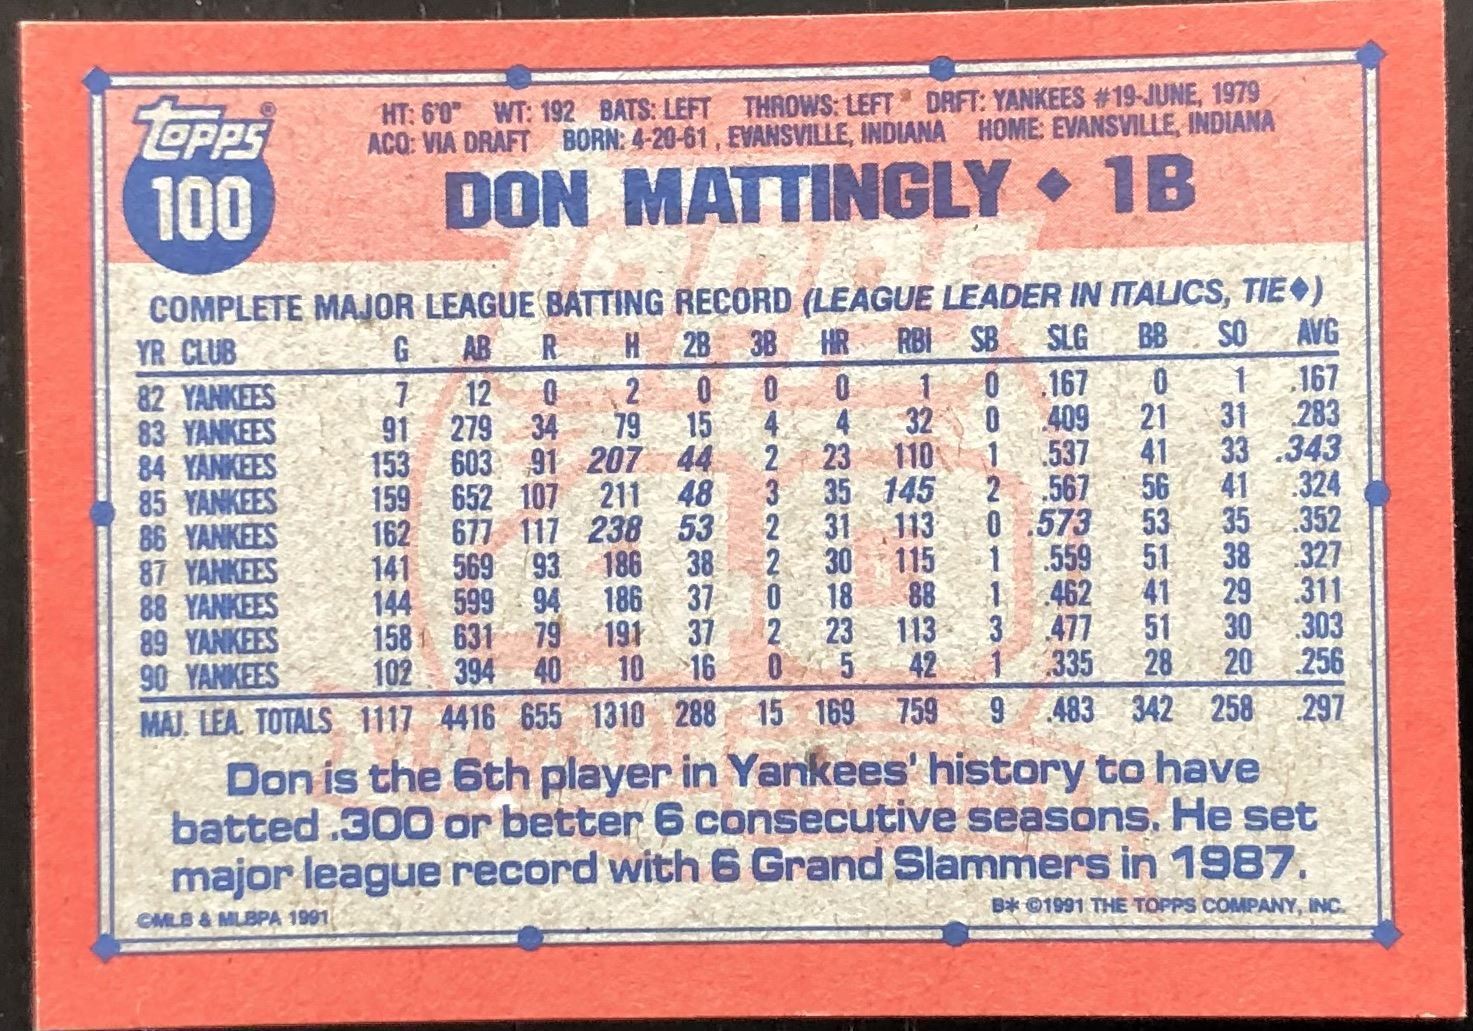 Topps®
100
HT: 6'0" WT: 192 BATS: LEFT THROWS: LEFT DRFT: YANKEES #19-JUNE, 1979
ACQ: VIA DRAFT BORN: 4-20-61, EVANSVILLE, INDIANA HOME: EVANSVILLE, INDIANA
DON MATTINGLY ♦ 1B
COMPLETE MAJOR LEAGUE BATTING RECORD (LEAGUE LEADER IN ITALICS, TIE♦)
YR CLUB G AB R H 2B 3B HR RBI SB SLG BB SO AVG
82 YANKEES 7 12 0 2 0 0 0 1 0 .167 0 1 .167
83 YANKEES 91 279 34 79 15 4 4 32 0 .409 21 31 .283
84 YANKEES 153 603 91 207 44 2 23 110 1 .537 41 33 .343
85 YANKEES 159 652 107 211 48 3 35 145 2 .567 56 41 .324
86 YANKEES 162 677 117 238 53 2 31 113 0 .573 53 35 .352
87 YANKEES 141 569 93 186 38 2 30 115 1 .559 51 38 .327
88 YANKEES 144 599 94 186 37 0 18 88 1 .462 41 29 .311
89 YANKEES 158 631 79 191 37 2 23 113 3 .477 51 30 .303
90 YANKEES 102 394 40 10 16 0 5 42 1 .335 28 20 .256
MAJ. LEA. TOTALS 1117 4416 655 1310 288 15 169 759 9 .483 342 258 .297
Don is the 6th player in Yankees' history to have
batted .300 or better 6 consecutive seasons. He set
major league record with 6 Grand Slammers in 1987.
©MLB & MLBPA 1991
B* ©1991 THE TOPPS COMPANY, INC.